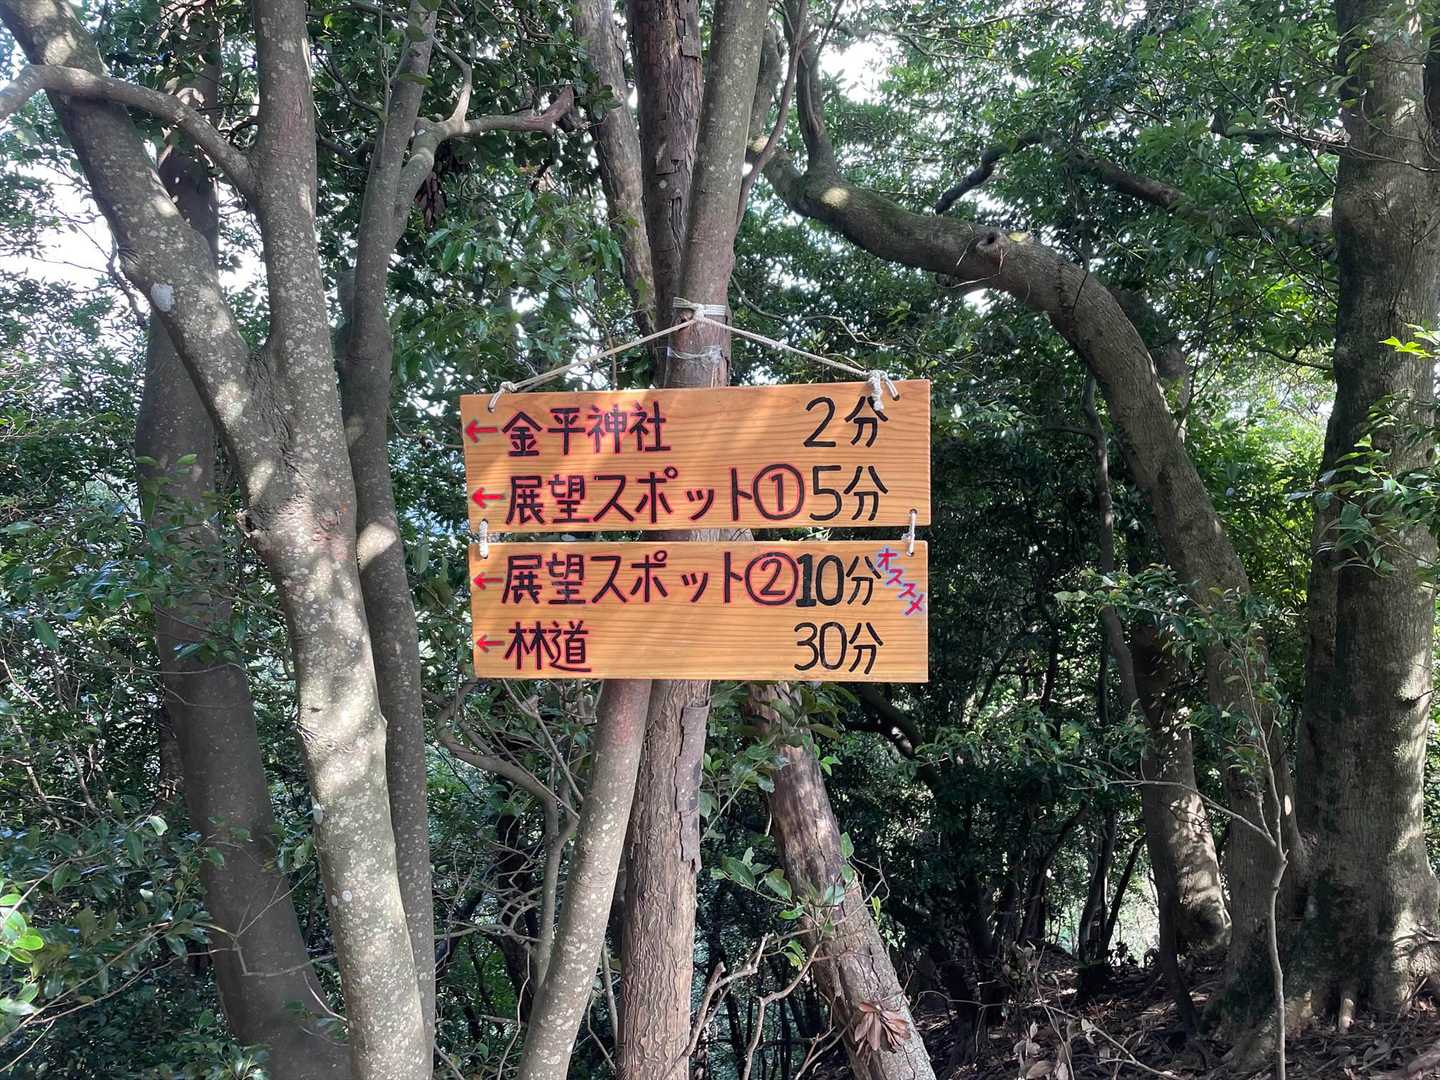 ←金平神社 2分
←展望スポット①5分
←展望スポット②10分 オススメ
←林道 30分